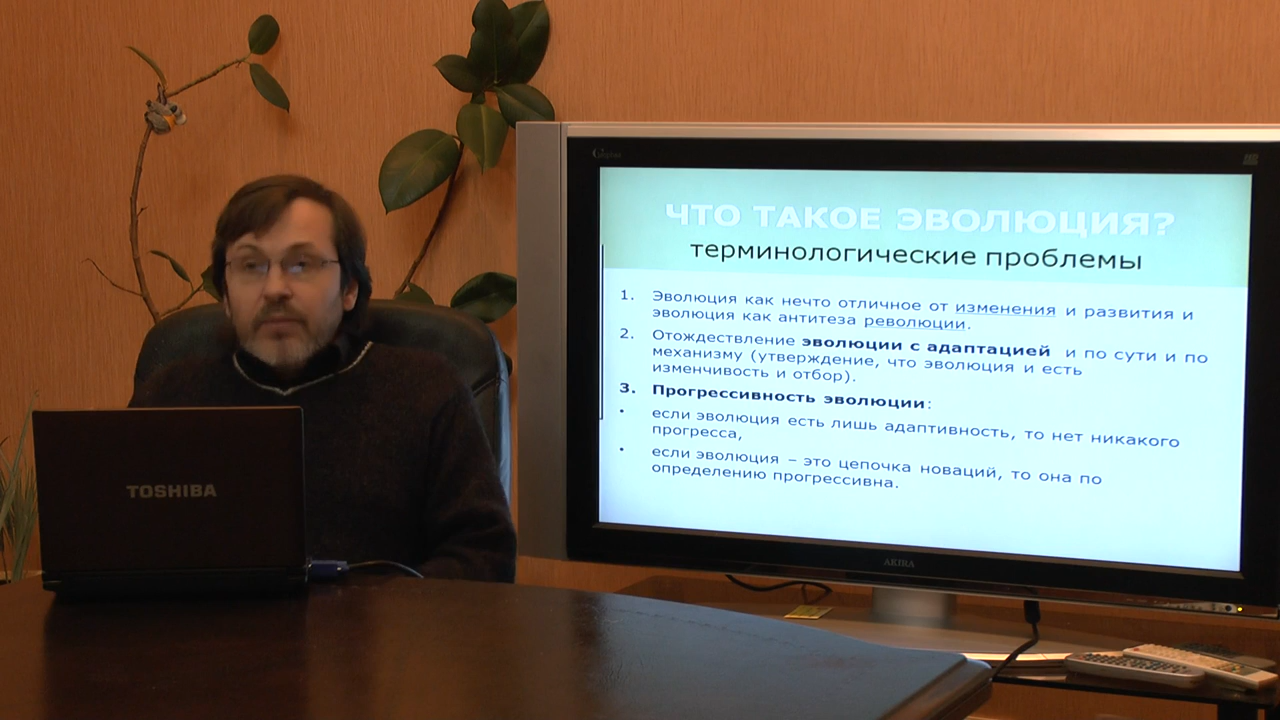 ЧТО ТАКОЕ ЭВОЛЮЦИЯ?
терминологические проблемы
1. Эволюция как нечто отличное от изменения и развития и
эволюция как антитеза революции.
2. Отождествление эволюции с адаптацией и по сути и по
механизму (утверждение, что эволюция и есть
изменчивость и отбор).
3. Прогрессивность эволюции:
• если эволюция есть лишь адаптивность, то нет никакого
прогресса,
• если эволюция – это цепочка новаций, то она по
определению прогрессивна.
TOSHIBA
AKIRA